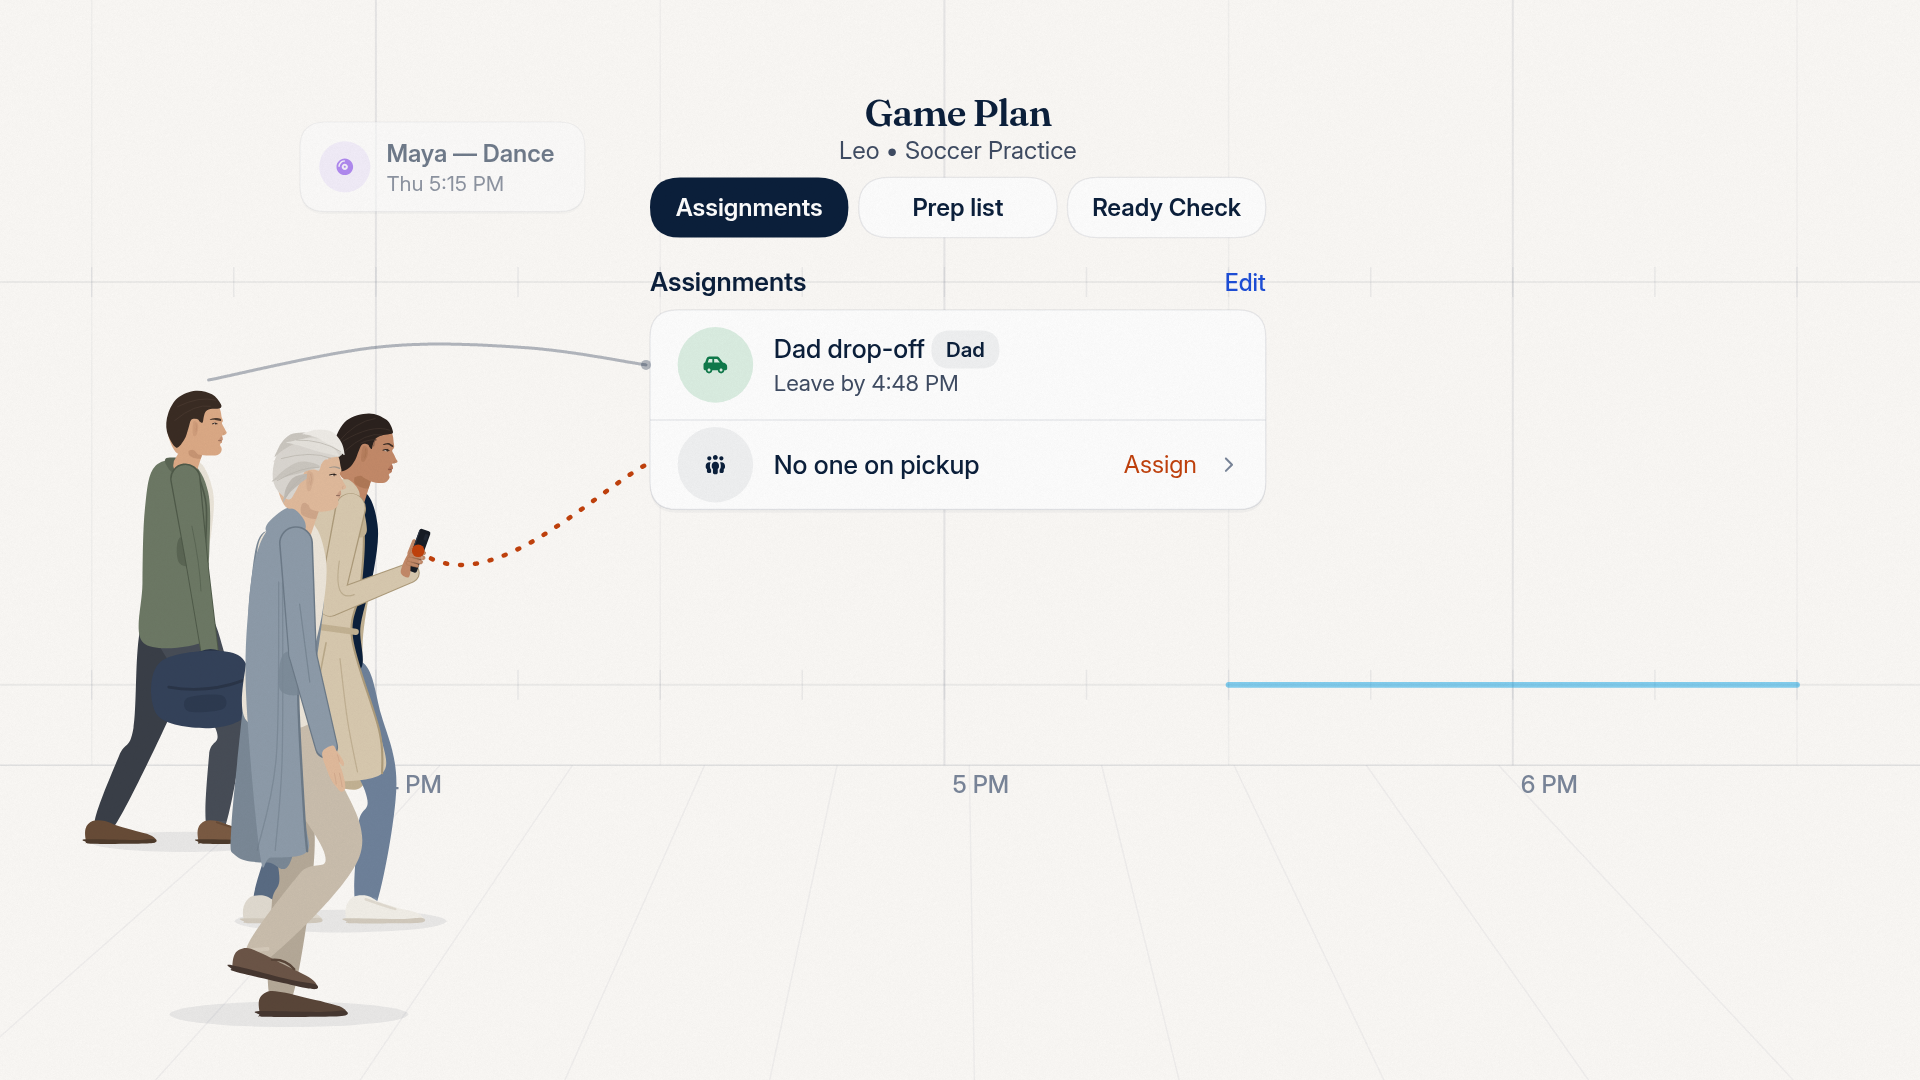 Game Plan
Leo • Soccer Practice
Maya — Dance
Thu 5:15 PM
Assignments
Prep list
Ready Check
Assignments
Edit
Dad drop-off
Dad
Leave by 4:48 PM
No one on pickup
Assign
PM
5 PM
6 PM